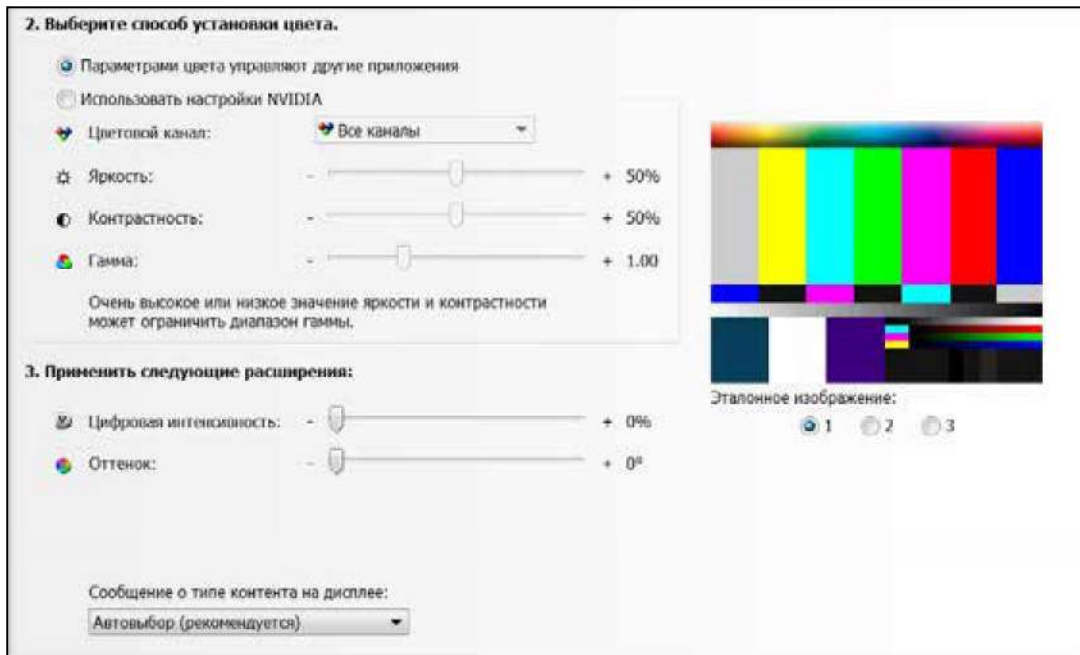 2. Выберите способ установки цвета.
Параметрами цвета управляют другие приложения
Использовать настройки NVIDIA
Цветовой канал: Все каналы
Яркость: - + 50%
Контрастность: - + 50%
Гамма: - + 1.00
Очень высокое или низкое значение яркости и контрастности
может ограничить диапазон гаммы.
3. Применить следующие расширения:
Цифровая интенсивность: - + 0%
Оттенок: - + 0°
Эталонное изображение:
1 2 3
Сообщение о типе контента на дисплее:
Автовыбор (рекомендуется)